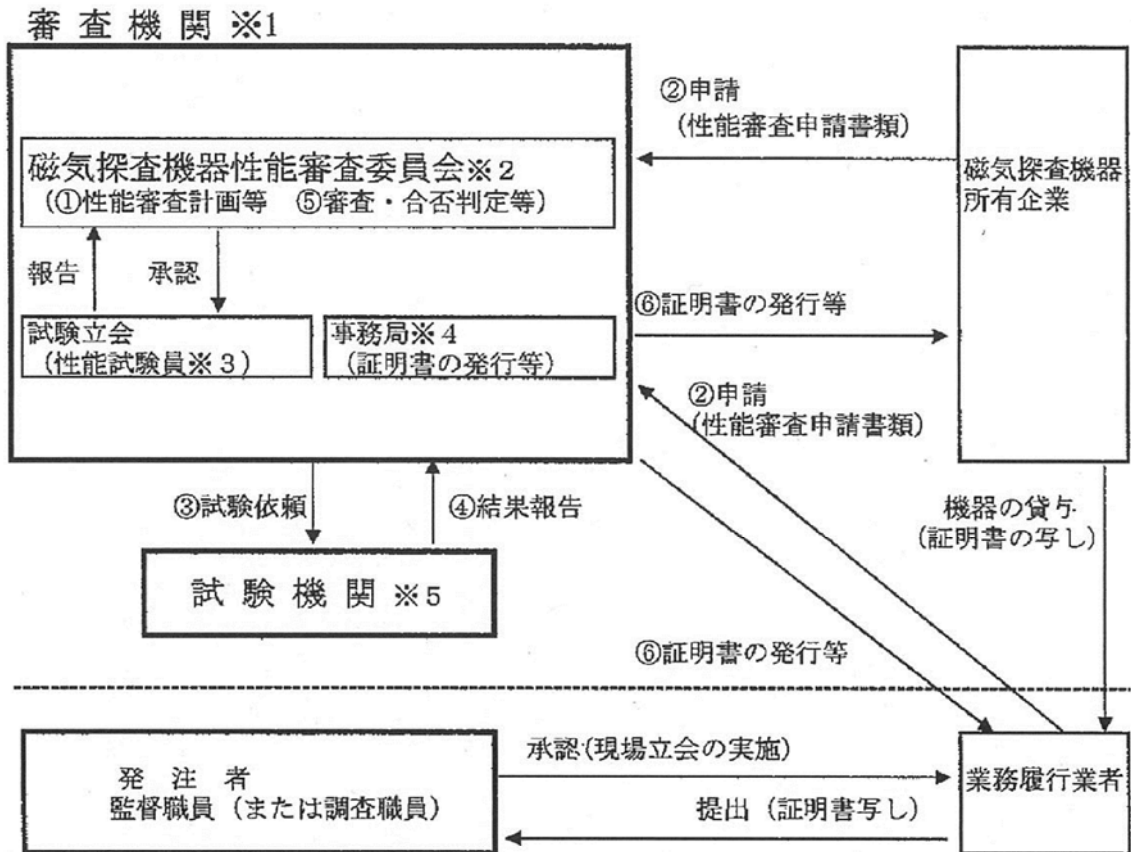 審査機関※1
②申請
(性能審査申請書類)
磁気探査機器性能審査委員会※2
(①性能審査計画等 ⑤審査・合否判定等)
磁気探査機器
所有企業
報告
承認
⑥証明書の発行等
試験立会
(性能試験員※3)
事務局※4
(証明書の発行等)
②申請
(性能審査申請書類)
③試験依頼
④結果報告
機器の貸与
(証明書の写し)
試験機関※5
⑥証明書の発行等
承認(現場立会の実施)
発注者
監督職員(または調査職員)
業務履行業者
提出(証明書写し)